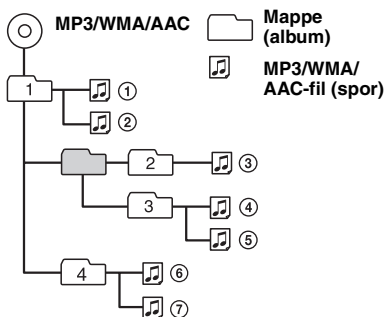 MP3/WMA/AAC
Mappe
(album)
MP3/WMA/
AAC-fil (spor)
1
①
②
2
③
3
④
⑤
4
⑥
⑦